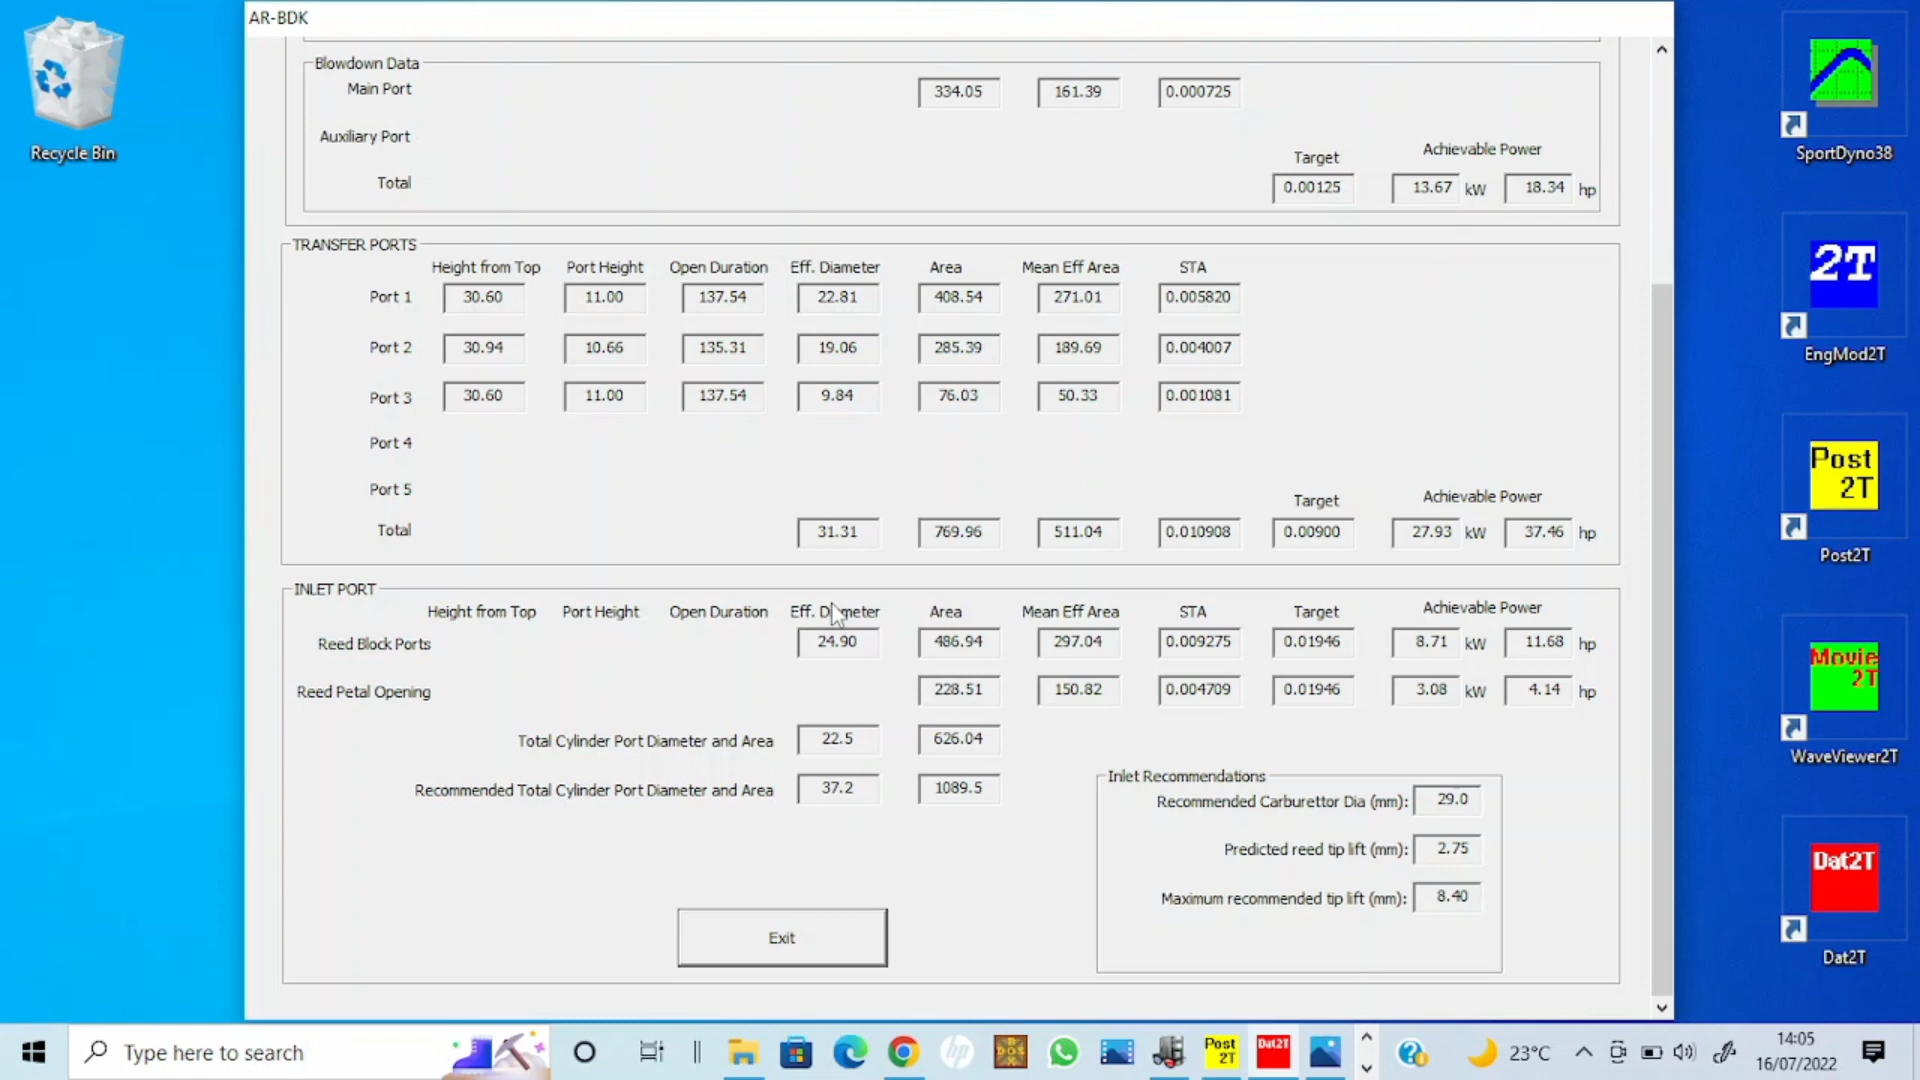 AR-BDK
Recycle Bin
Blowdown Data
Main Port 334.05 161.39 0.000725
Auxiliary Port
Target Achievable Power
Total 0.00125 13.67 kW 18.34 hp
TRANSFER PORTS
Height from Top Port Height Open Duration Eff. Diameter Area Mean Eff Area STA
Port 1 30.60 11.00 137.54 22.81 408.54 271.01 0.005820
Port 2 30.94 10.66 135.31 19.06 285.39 189.69 0.004007
Port 3 30.60 11.00 137.54 9.84 76.03 50.33 0.001081
Port 4
Port 5
Target Achievable Power
Total 31.31 769.96 511.04 0.010908 0.00900 27.93 kW 37.46 hp
INLET PORT
Height from Top Port Height Open Duration Eff. Diameter Area Mean Eff Area STA Target Achievable Power
Reed Block Ports 24.90 486.94 297.04 0.009275 0.01946 8.71 kW 11.68 hp
Reed Petal Opening 228.51 150.82 0.004709 0.01946 3.08 kW 4.14 hp
Total Cylinder Port Diameter and Area 22.5 626.04
Recommended Total Cylinder Port Diameter and Area 37.2 1089.5
Inlet Recommendations
Recommended Carburettor Dia (mm): 29.0
Predicted reed tip lift (mm): 2.75
Maximum recommended tip lift (mm): 8.40
Exit
SportDyno38
2T
EngMod2T
Post
2T
Post2T
Movie
2T
WaveViewer2T
Dat2T
Dat2T
Type here to search
hp
DOS
Post
2T
Dat2T
23°C
14:05
16/07/2022